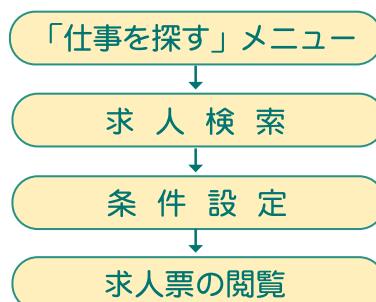 「仕事を探す」メニュー
求人検索
条件設定
求人票の閲覧